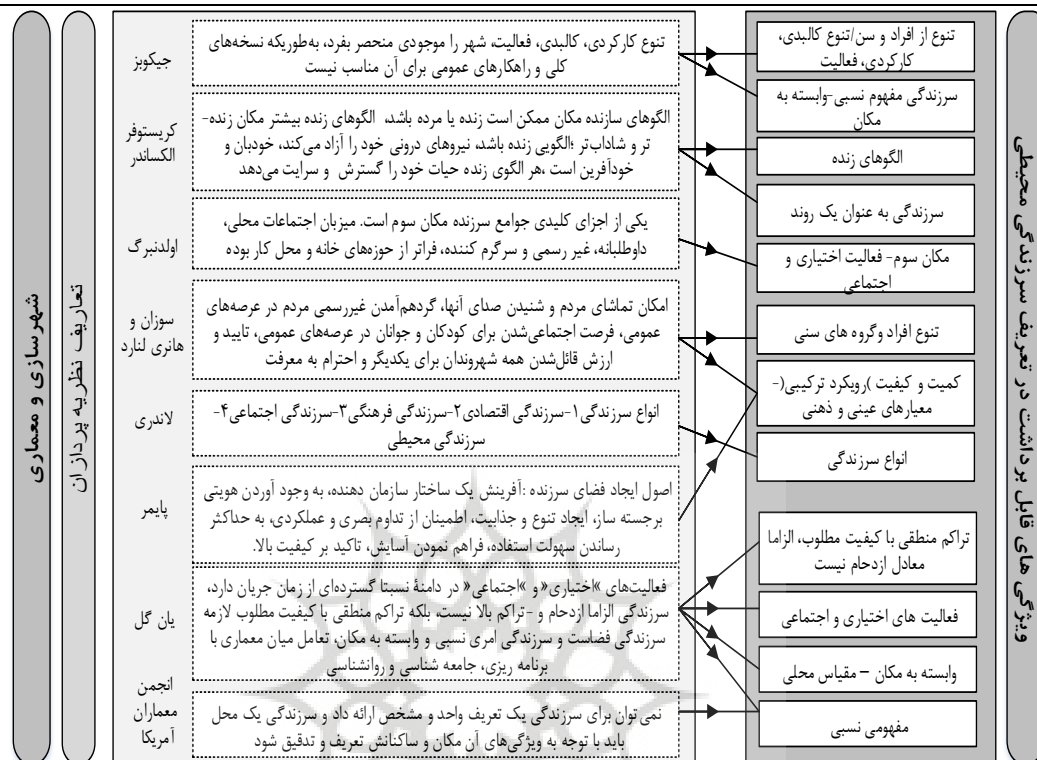 ویژگی های قابل برداشت در تعریف سرزندگی محیطی
تنوع از افراد و سن/تنوع کالبدی،
کارکردی، فعالیت
سرزندگی مفهوم نسبی-وابسته به
مکان
الگوهای زنده
سرزندگی به عنوان یک روند
مکان سوم- فعالیت اختیاری و
اجتماعی
تنوع افراد وگروه های سنی
کمیت و کیفیت )رویکرد ترکیبی(-
معیارهای عینی و ذهنی
انواع سرزندگی
تراکم منطقی با کیفیت مطلوب، الزاما
معادل ازدحام نیست
فعالیت های اختیاری و اجتماعی
وابسته به مکان – مقیاس محلی
مفهومی نسبی
تنوع کارکردی، کالبدی، فعالیت، شهر را موجودی منحصر بفرد، به‌طوریکه نسخه‌های
کلی و راهکارهای عمومی برای آن مناسب نیست
الگوهای سازنده مکان ممکن است زنده یا مرده باشد، الگوهای زنده بیشتر مکان زنده-
تر و شاداب‌تر ؛الگویی زنده باشد، نیروهای درونی خود را آزاد می‌کند، خودبان و
خودآفرین است ،هر الگوی زنده حیات خود را گسترش و سرایت می‌دهد
یکی از اجزای کلیدی جوامع سرزنده مکان سوم است. میزبان اجتماعات محلی،
داوطلبانه، غیر رسمی و سرگرم کننده، فراتر از حوزه‌های خانه و محل کار بوده
امکان تماشای مردم و شنیدن صدای آنها، گردهم‌آمدن غیررسمی مردم در عرصه‌های
عمومی، فرصت اجتماعی‌شدن برای کودکان و جوانان در عرصه‌های عمومی، تایید و
ارزش قائل‌شدن همه شهروندان برای یکدیگر و احترام به معرفت
انواع سرزندگی۱-سرزندگی اقتصادی۲-سرزندگی فرهنگی۳-سرزندگی اجتماعی۴-
سرزندگی محیطی
اصول ایجاد فضای سرزنده :آفرینش یک ساختار سازمان دهنده، به وجود آوردن هویتی
برجسته ساز، ایجاد تنوع و جذابیت، اطمینان از تداوم بصری و عملکردی، به حداکثر
رساندن سهولت استفاده، فراهم نمودن آسایش، تاکید بر کیفیت بالا.
فعالیت‌های »اختیاری« و »اجتماعی« در دامنۀ نسبتا گسترده‌ای از زمان جریان دارد،
سرزندگی الزاما ازدحام و -تراکم بالا نیست، بلکه تراکم منطقی با کیفیت مطلوب لازمه
سرزندگی فضاست و سرزندگی امری نسبی و وابسته به مکان، تعامل میان معماری با
برنامه ریزی، جامعه شناسی و روانشناسی
نمی توان برای سرزندگی یک تعریف واحد و مشخص ارائه داد و سرزندگی یک محل
باید با توجه به ویژگی‌های آن مکان و ساکنانش تعریف و تدقیق شود
جیکوبز
کریستوفر
الکساندر
اولدنبرگ
سوزان و
هانری لنارد
لاندری
پایمر
یان گل
انجمن
معماران
آمریکا
تعاریف نظریه پردازان
شهرسازی و معماری